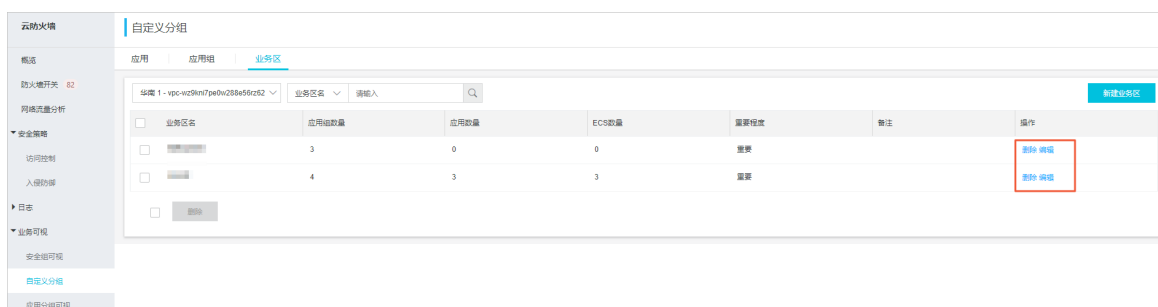 云防火墙
自定义分组
概览
防火墙开关 82
网络流量分析
安全策略
访问控制
入侵防御
日志
业务可视
安全组可视
自定义分组
应用分组可视
应用 应用组 业务区
华南 1 - vpc-wz9kni7pe0w288e56rz62 业务区名 请输入 新建业务区
业务区名 应用组数量 应用数量 ECS数量 重要程度 备注 操作
3 0 0 重要 删除 编辑
4 3 3 重要 删除 编辑
删除